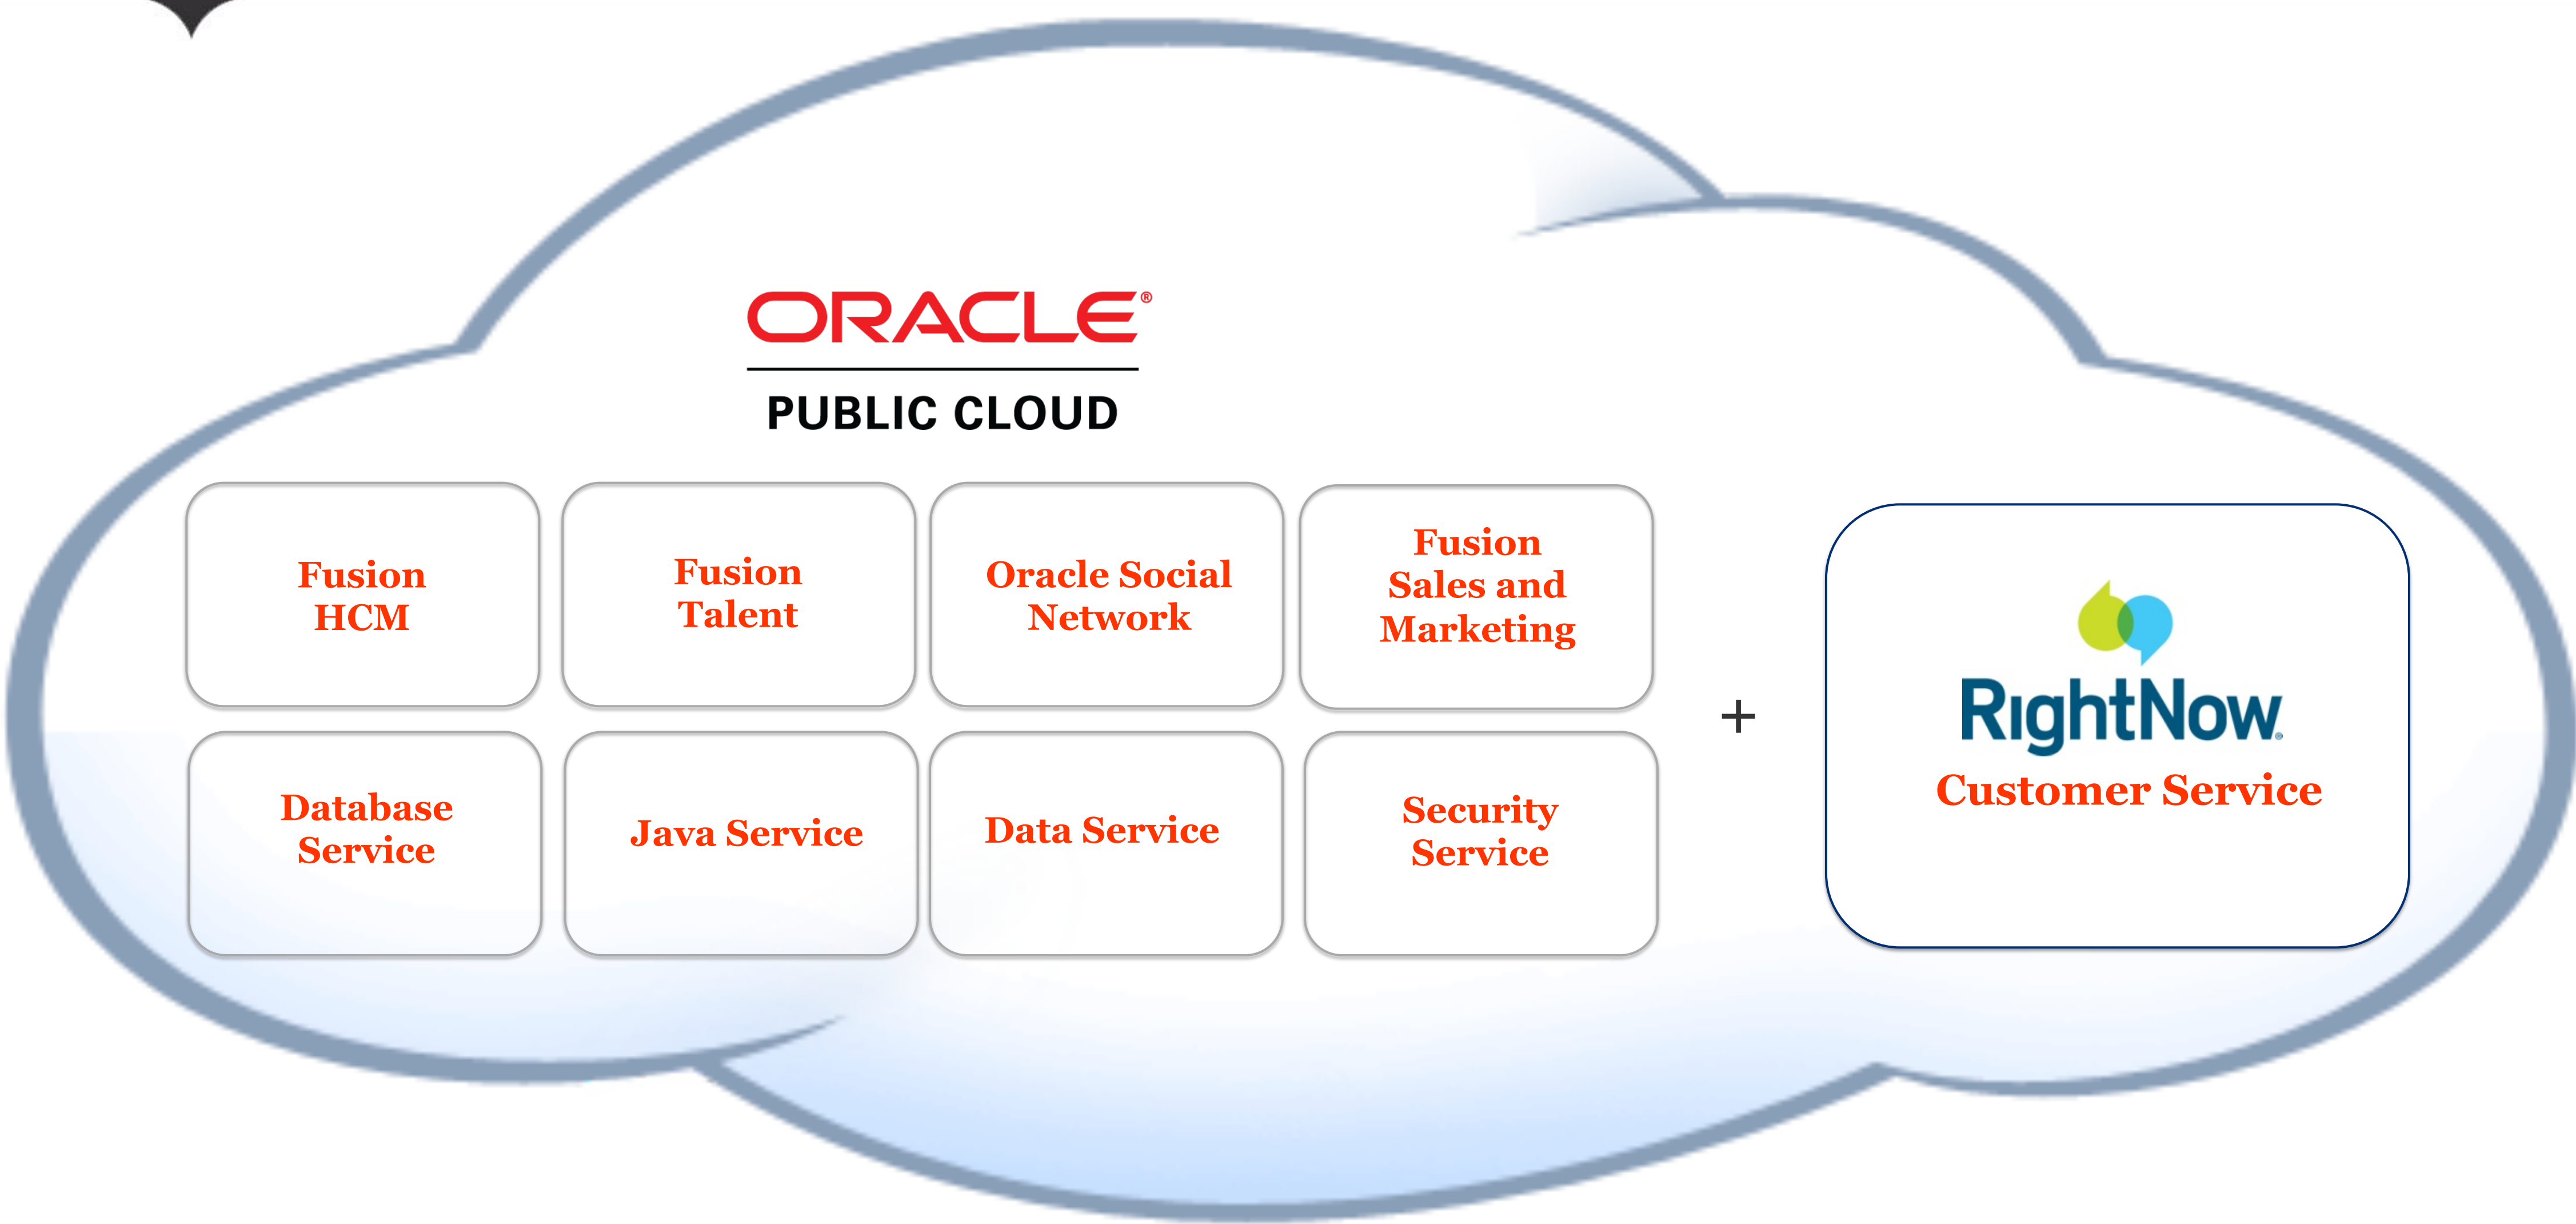 ORACLE®
PUBLIC CLOUD
Fusion
HCM
Fusion
Talent
Oracle Social
Network
Fusion
Sales and
Marketing
Database
Service
Java Service
Data Service
Security
Service
+
RightNow®
Customer Service